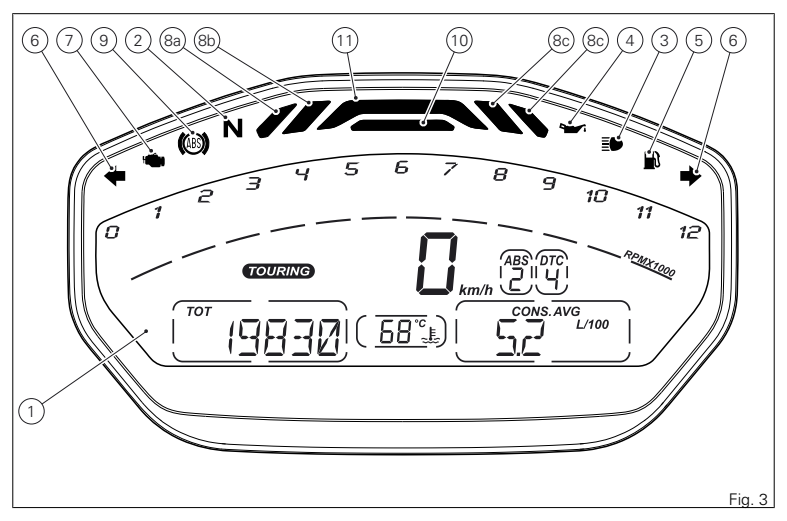 6 7 9 2 8a 8b 11 10 8c 8c 4 3 5 6
ABS N
0 1 2 3 4 5 6 7 8 9 10 11 12
RPMX1000
TOURING
0 km/h
ABS 2
DTC 4
TOT
19830
68°C
CONS. AVG
5.2 L/100
1
Fig. 3